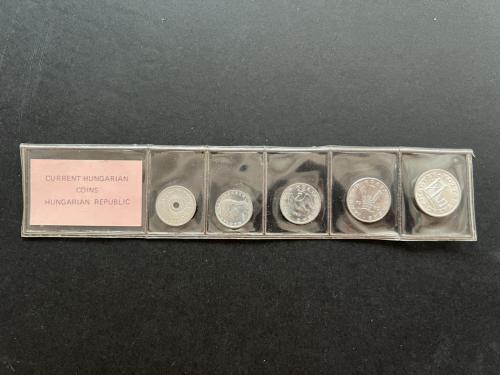 CURRENT HUNGARIAN
COINS
HUNGARIAN REPUBLIC